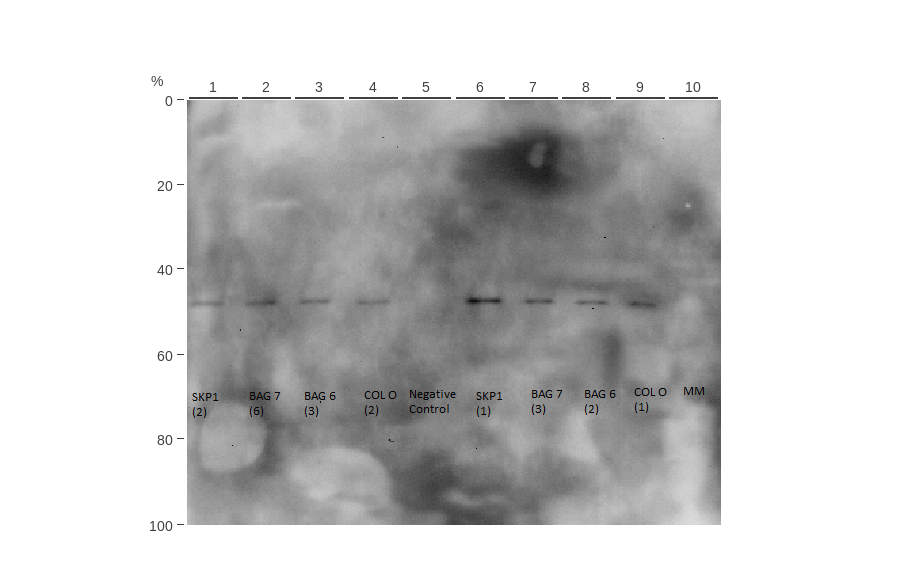 %
1 2 3 4 5 6 7 8 9 10
0
20
40
60
80
100
SKP1
(2)
BAG 7
(6)
BAG 6
(3)
COL O
(2)
Negative
Control
SKP1
(1)
BAG 7
(3)
BAG 6
(2)
COL O
(1)
MM